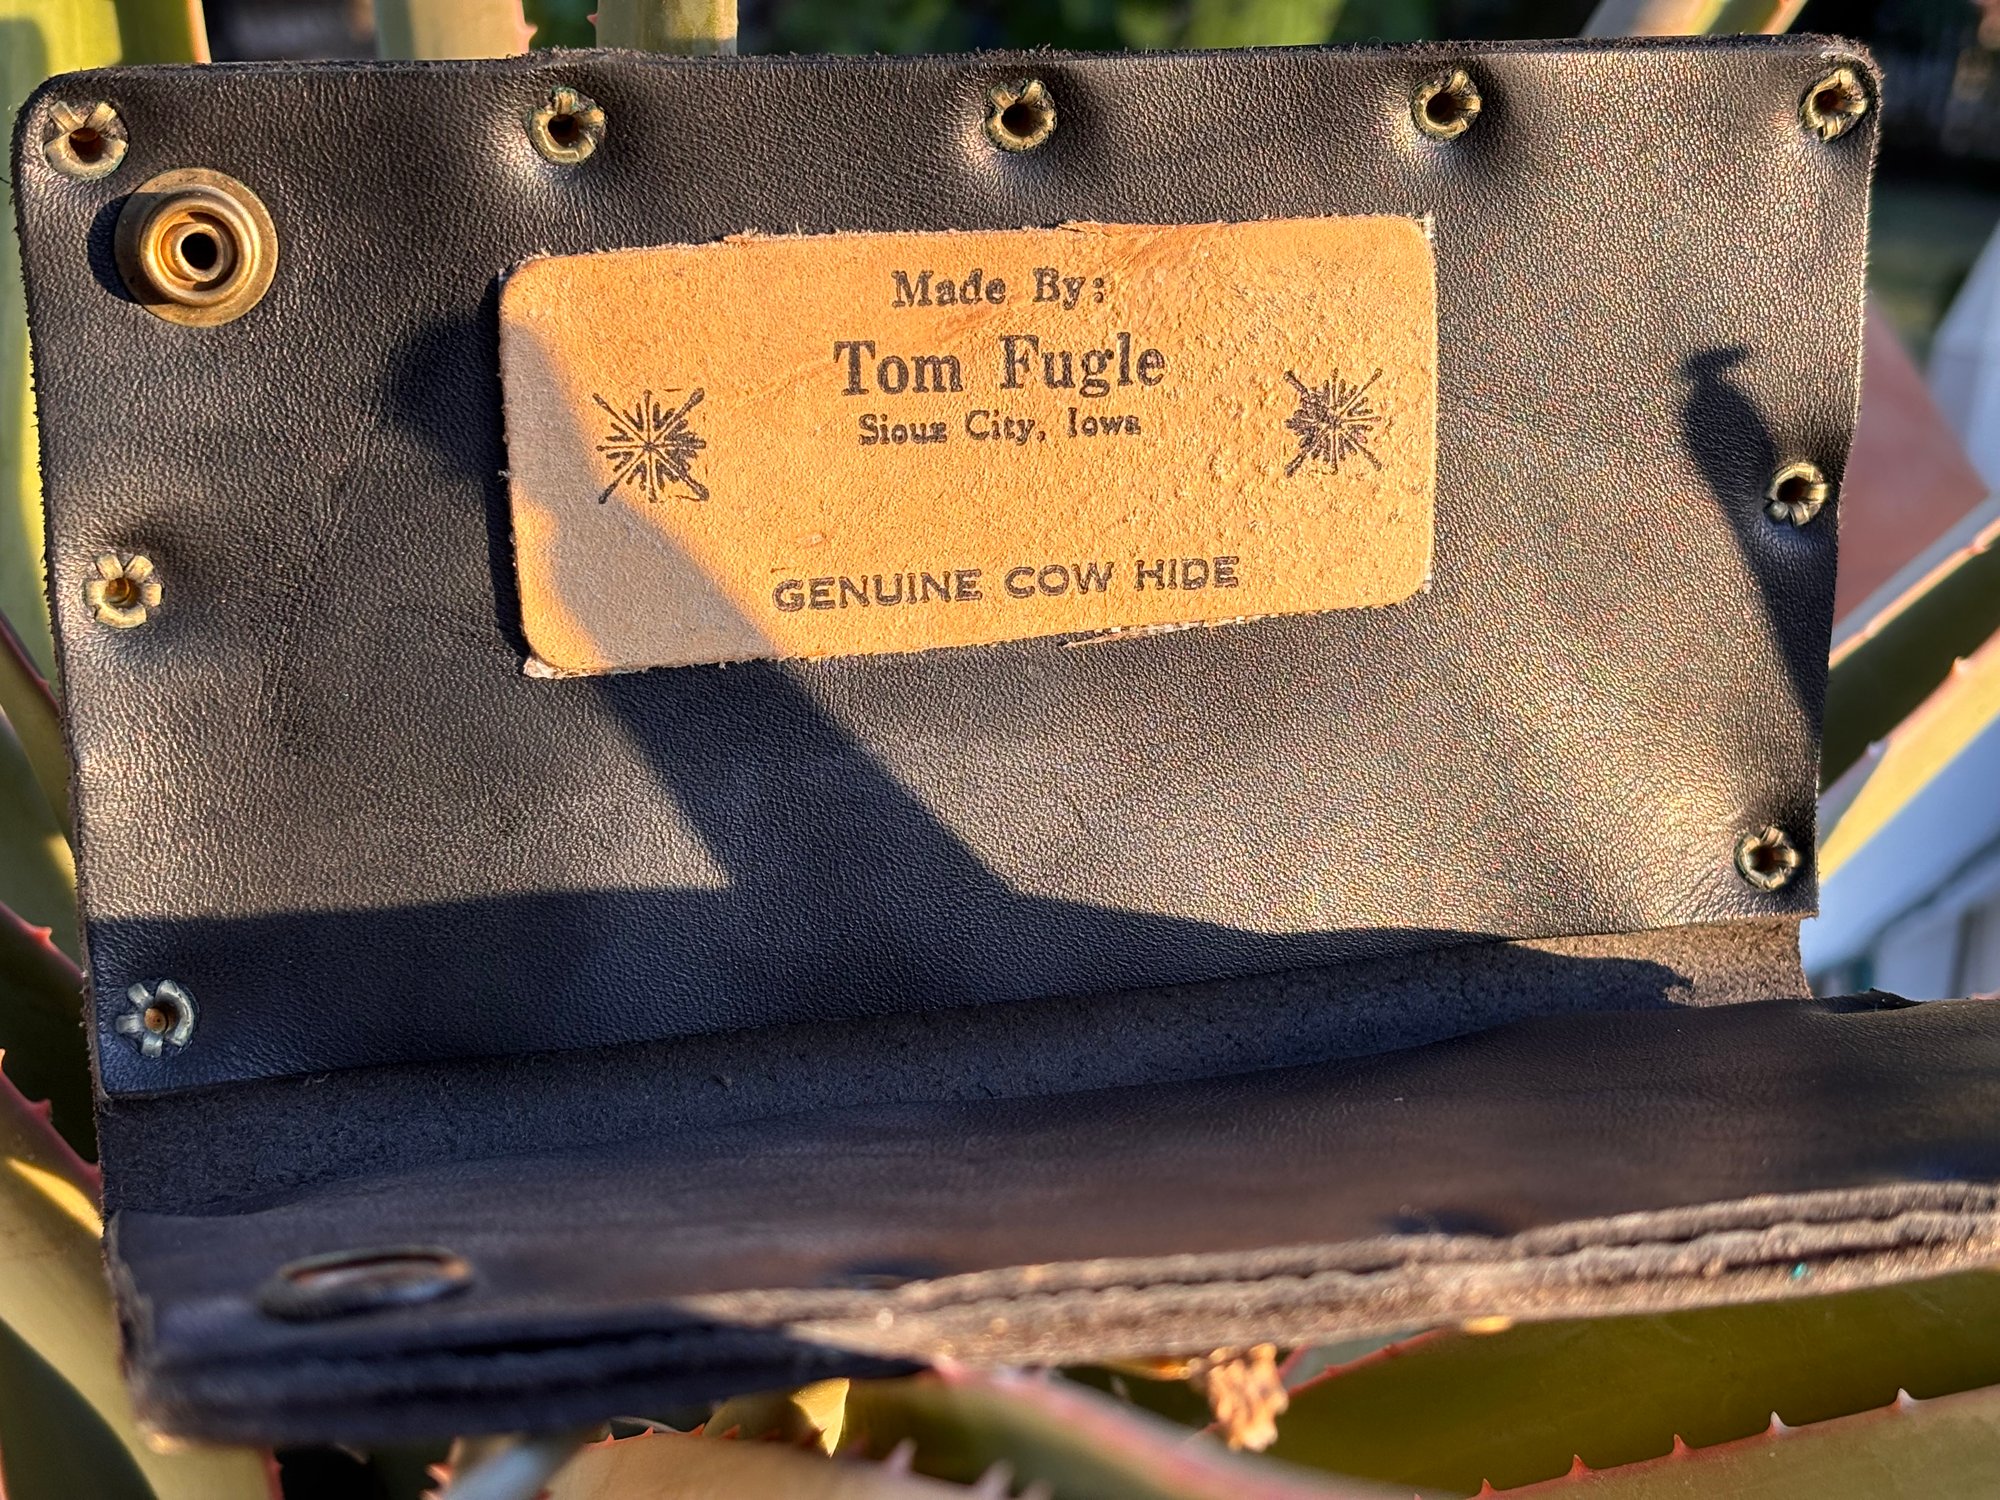 Made By:
Tom Fugle
Sioux City, Iowa
GENUINE COW HIDE